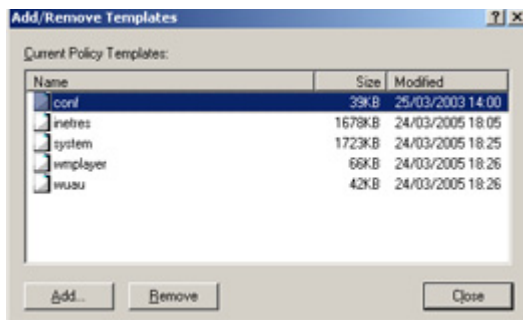 Add/Remove Templates
Current Policy Templates:
Name Size Modified
conf 39KB 25/03/2003 14:00
inetres 1678KB 24/03/2005 18:05
system 1723KB 24/03/2005 18:25
wmplayer 66KB 24/03/2005 18:26
wuau 42KB 24/03/2005 18:26
Add... Remove Close